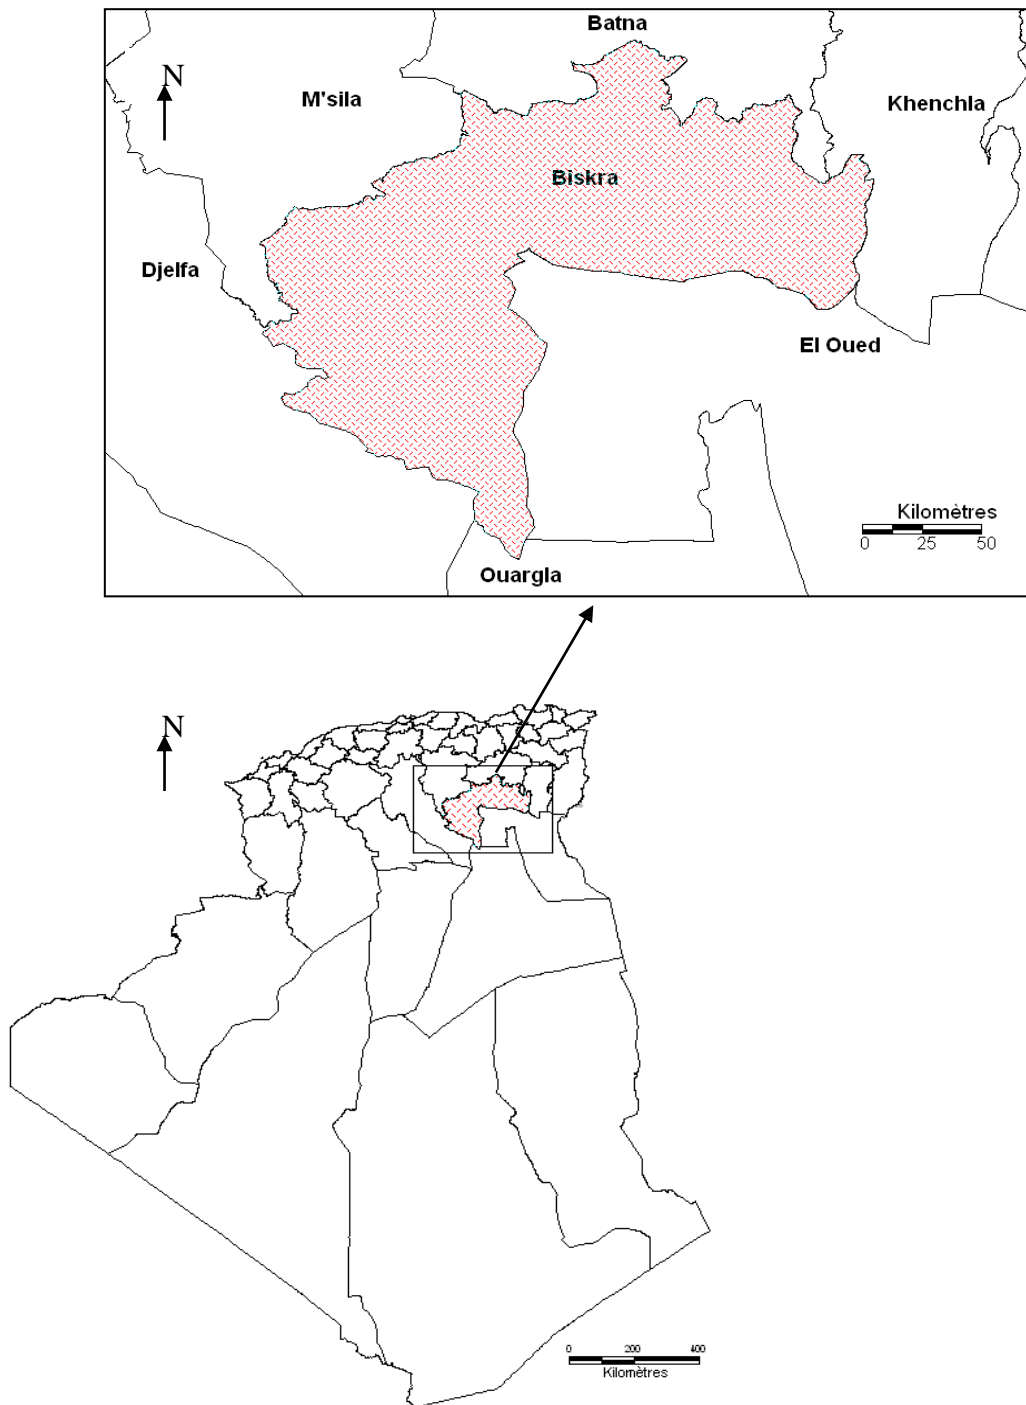 Batna
N
M'sila
Khenchla
Biskra
Djelfa
El Oued
Kilomètres
0 25 50
Ouargla
N
0 200 400
Kilomètres